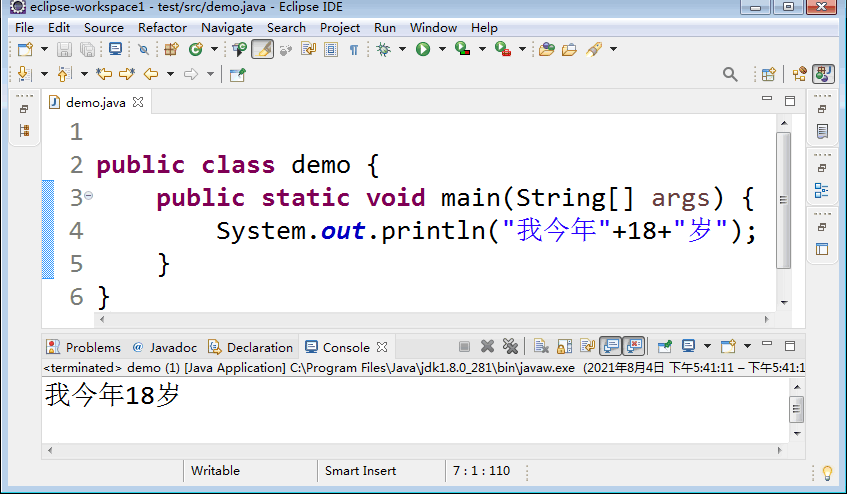 eclipse-workspace1 - test/src/demo.java - Eclipse IDE
File Edit Source Refactor Navigate Search Project Run Window Help
demo.java
1
2 public class demo {
3 public static void main(String[] args) {
4 System.out.println("我今年"+18+"岁");
5 }
6 }
Problems @ Javadoc Declaration Console
<terminated> demo (1) [Java Application] C:\Program Files\Java\jdk1.8.0_281\bin\javaw.exe (2021年8月4日 下午5:41:11 – 下午5:41:1
我今年18岁
Writable Smart Insert 7 : 1 : 110